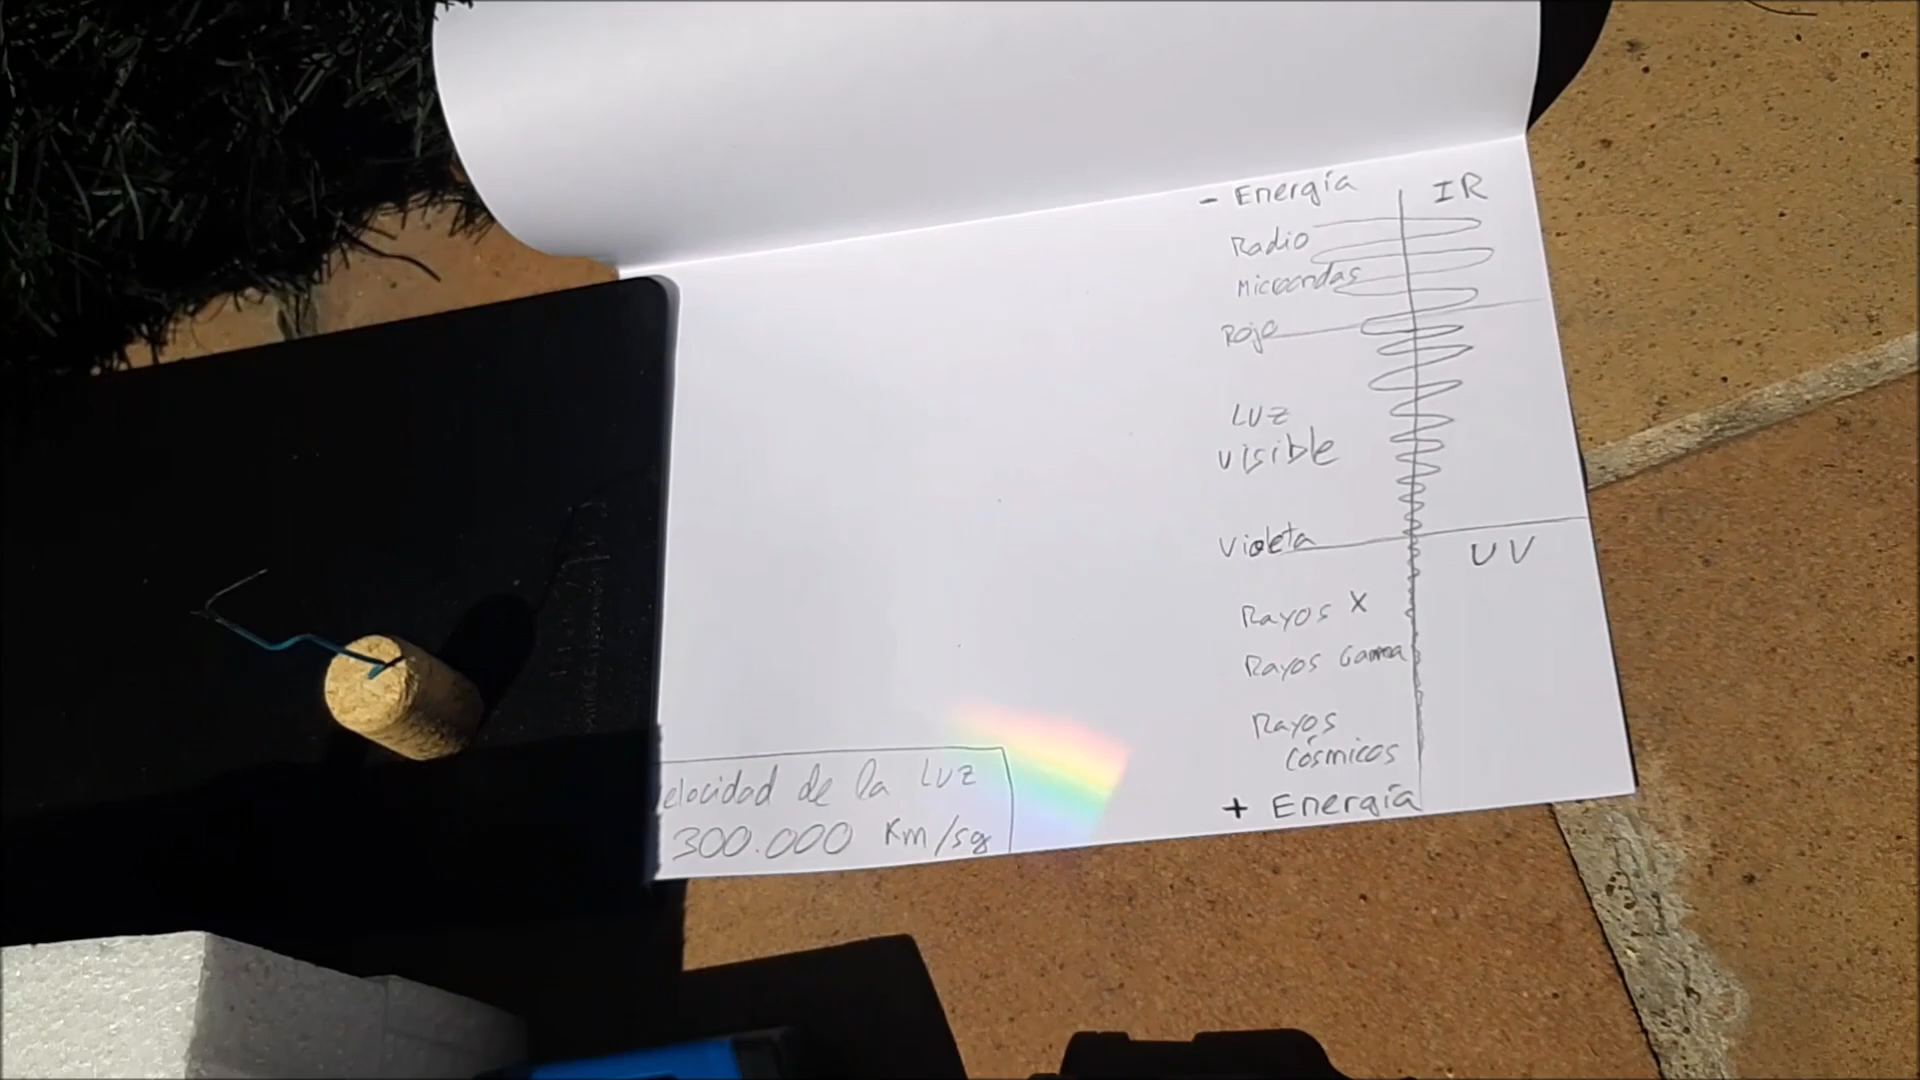 - Energía
IR
Radio
Microondas
Rojo
Luz
visible
Violeta
UV
Rayos X
Rayos Gamma
Rayos
Cósmicos
+ Energía
elocidad de la Luz
300.000 Km/sg